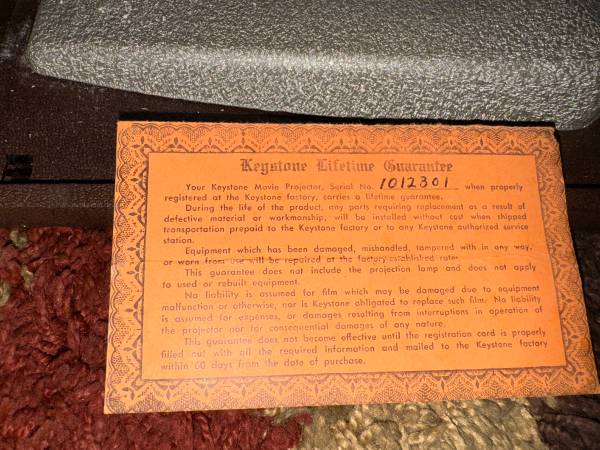 Keystone Lifetime Guarantee
Your Keystone Movie Projector, Serial No. 1012301 when properly
registered at the Keystone factory, carries a lifetime guarantee.
During the life of the product, any parts requiring replacement as a result of
defective material or workmanship, will be installed without cost when shipped
transportation prepaid to the Keystone factory or to any Keystone authorized service
station.
Equipment which has been damaged, mishandled, tampered with in any way,
or worn from use will be repaired at the factory-established rate.
This guarantee does not include the projection lamp and does not apply
to used or rebuilt equipment.
No liability is assumed for film which may be damaged due to equipment
malfunction or otherwise, nor is Keystone obligated to replace such film. No liability
is assumed for expenses, or damages resulting from interruptions in operation of
the projector nor for consequential damages of any nature.
This guarantee does not become effective until the registration card is properly
filled out with all the required information and mailed to the Keystone factory
within 60 days from the date of purchase.